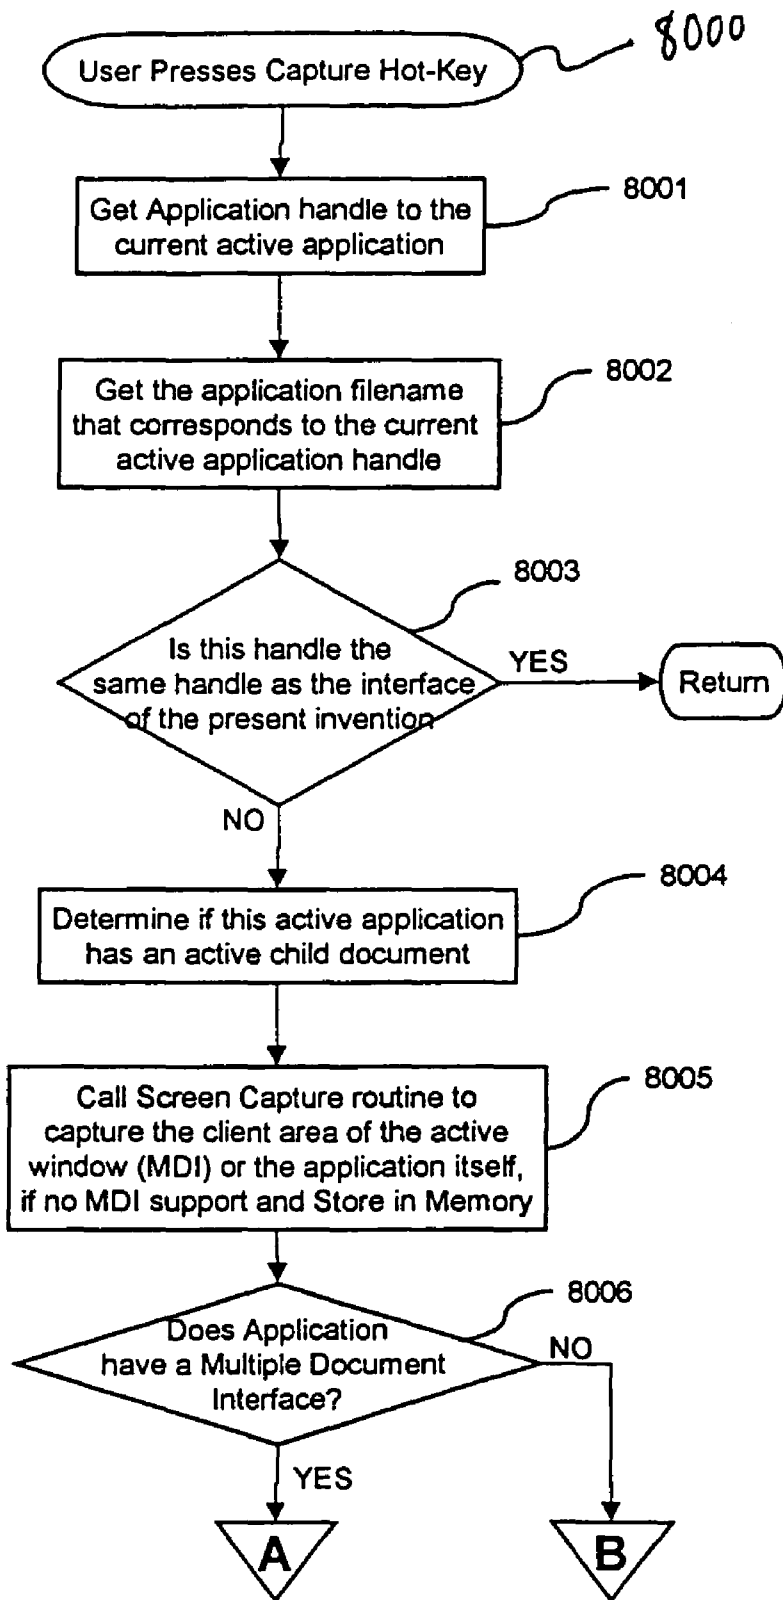 8000
User Presses Capture Hot-Key
8001
Get Application handle to the
current active application
8002
Get the application filename
that corresponds to the current
active application handle
8003
Is this handle the
same handle as the interface
of the present invention
YES
Return
NO
8004
Determine if this active application
has an active child document
8005
Call Screen Capture routine to
capture the client area of the active
window (MDI) or the application itself,
if no MDI support and Store in Memory
8006
Does Application
have a Multiple Document
Interface?
NO
YES
A
B